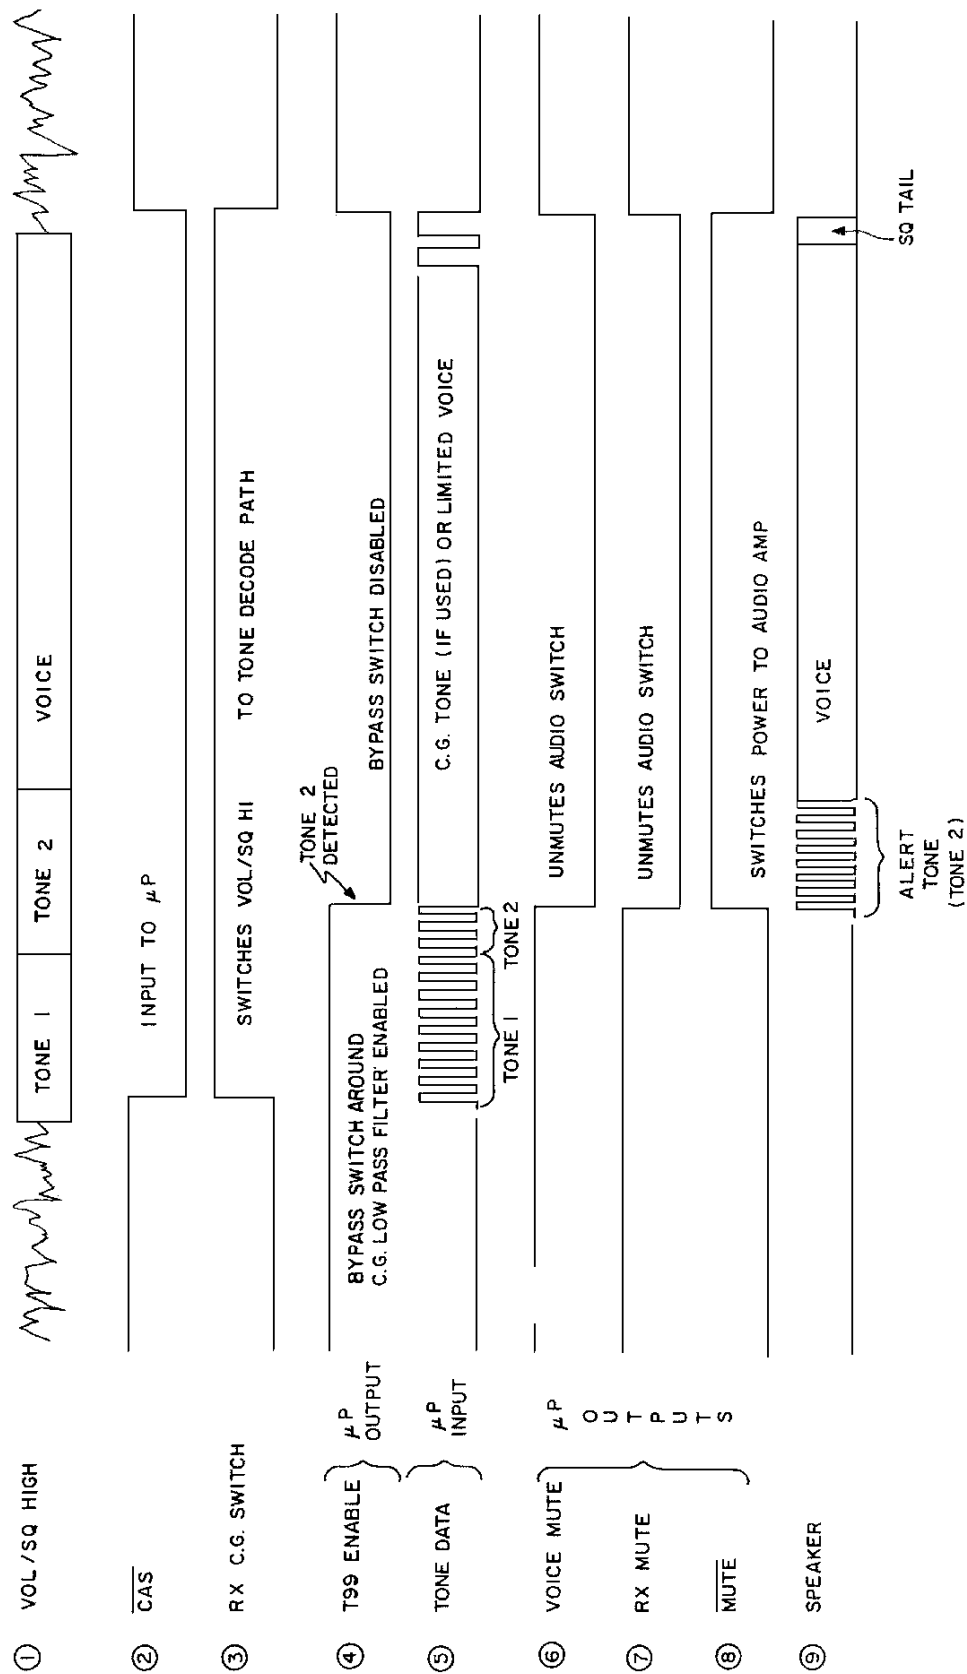 ① VOL/SQ HIGH
TONE 1
TONE 2
VOICE
② CAS
INPUT TO μP
③ RX C.G. SWITCH
SWITCHES VOL/SQ HI
TO TONE DECODE PATH
④ T99 ENABLE
μP
OUTPUT
BYPASS SWITCH AROUND
C.G. LOW PASS FILTER ENABLED
TONE 2
DETECTED
BYPASS SWITCH DISABLED
⑤ TONE DATA
μP
INPUT
TONE 1
TONE 2
C.G. TONE (IF USED) OR LIMITED VOICE
⑥ VOICE MUTE
μP
OUTPUTS
UNMUTES AUDIO SWITCH
⑦ RX MUTE
UNMUTES AUDIO SWITCH
⑧ MUTE
SWITCHES POWER TO AUDIO AMP
⑨ SPEAKER
ALERT
TONE
(TONE 2)
VOICE
SQ TAIL